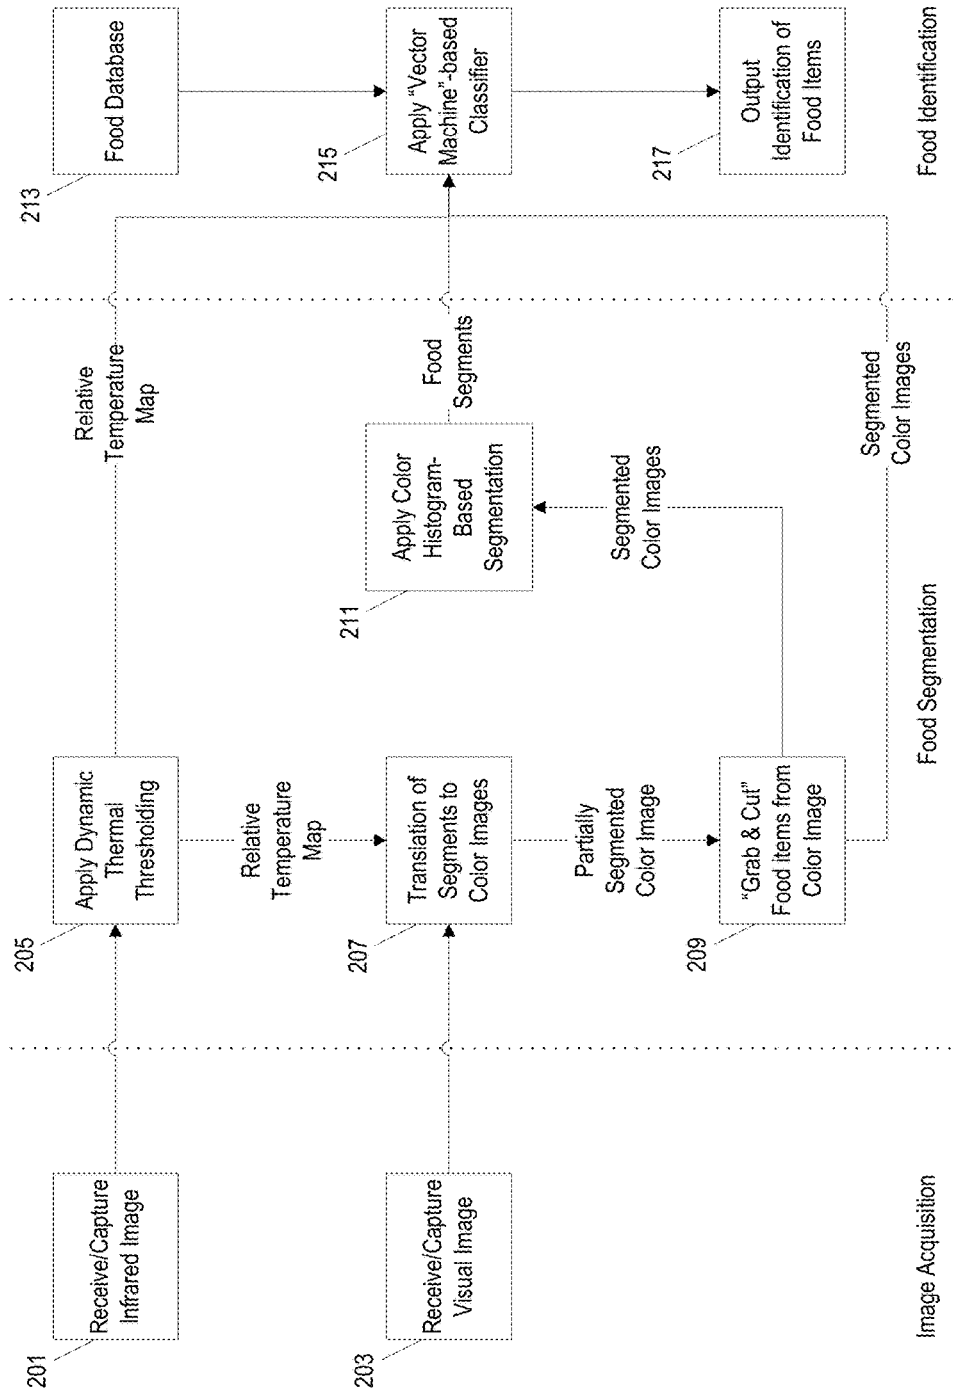 201
Receive/Capture
Infrared Image
203
Receive/Capture
Visual Image
Image Acquisition
205
Apply Dynamic
Thermal
Thresholding
Relative
Temperature
Map
Relative
Temperature
Map
207
Translation of
Segments to
Color Images
Partially
Segmented
Color Image
209
"Grab & Cut"
Food items from
Color Image
Segmented
Color Images
211
Apply Color
Histogram-
Based
Segmentation
Food
Segments
Segmented
Color Images
Food Segmentation
213
Food Database
215
Apply “Vector
Machine”-based
Classifier
217
Output
Identification of
Food Items
Food Identification